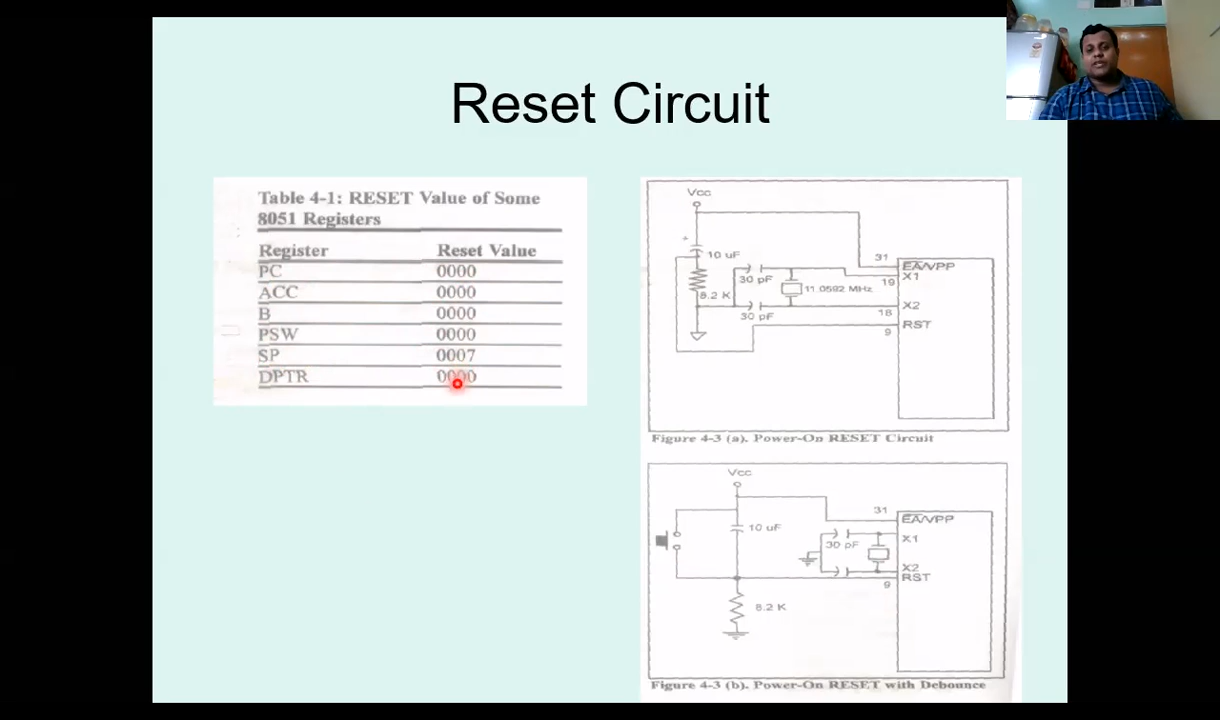 Reset Circuit
Table 4-1: RESET Value of Some
8051 Registers
Register Reset Value
PC 0000
ACC 0000
B 0000
PSW 0000
SP 0007
DPTR 0000
Vcc
+
10 uF
8.2 K
30 pF
30 pF
11.0592 MHz
31
19
18
9
EA/VPP
X1
X2
RST
Figure 4-3 (a). Power-On RESET Circuit
Vcc
10 uF
8.2 K
30 pF
31
9
EA/VPP
X1
X2
RST
Figure 4-3 (b). Power-On RESET with Debounce